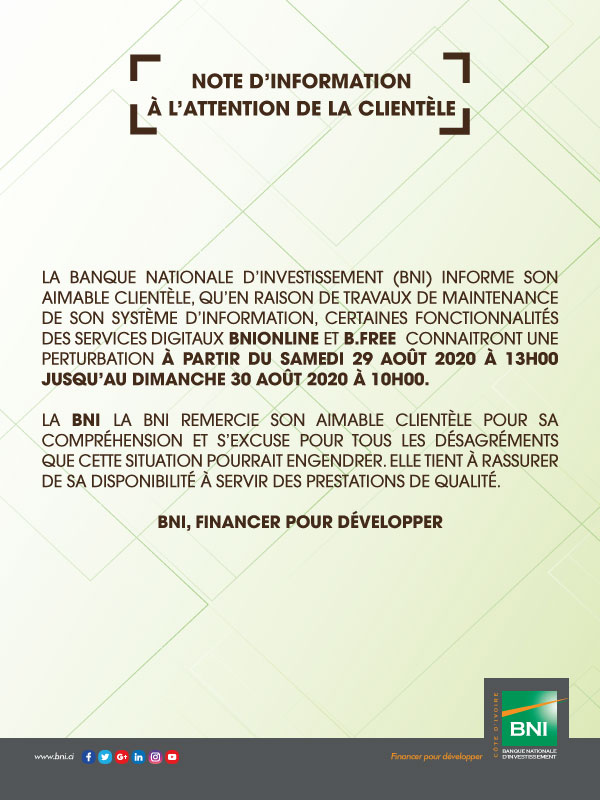 NOTE D'INFORMATION
À L'ATTENTION DE LA CLIENTÈLE
LA BANQUE NATIONALE D'INVESTISSEMENT (BNI) INFORME SON
AIMABLE CLIENTÈLE, QU'EN RAISON DE TRAVAUX DE MAINTENANCE
DE SON SYSTÈME D'INFORMATION, CERTAINES FONCTIONNALITÉS
DES SERVICES DIGITAUX BNIONLINE ET B.FREE CONNAITRONT UNE
PERTURBATION À PARTIR DU SAMEDI 29 AOÛT 2020 À 13H00
JUSQU'AU DIMANCHE 30 AOÛT 2020 À 10H00.
LA BNI LA BNI REMERCIE SON AIMABLE CLIENTÈLE POUR SA
COMPRÉHENSION ET S'EXCUSE POUR TOUS LES DÉSAGRÉMENTS
QUE CETTE SITUATION POURRAIT ENGENDRER. ELLE TIENT À RASSURER
DE SA DISPONIBILITÉ À SERVIR DES PRESTATIONS DE QUALITÉ.
BNI, FINANCER POUR DÉVELOPPER
www.bni.ci
Financer pour développer
CÔTE D'IVOIRE
BNI
BANQUE NATIONALE
D'INVESTISSEMENT